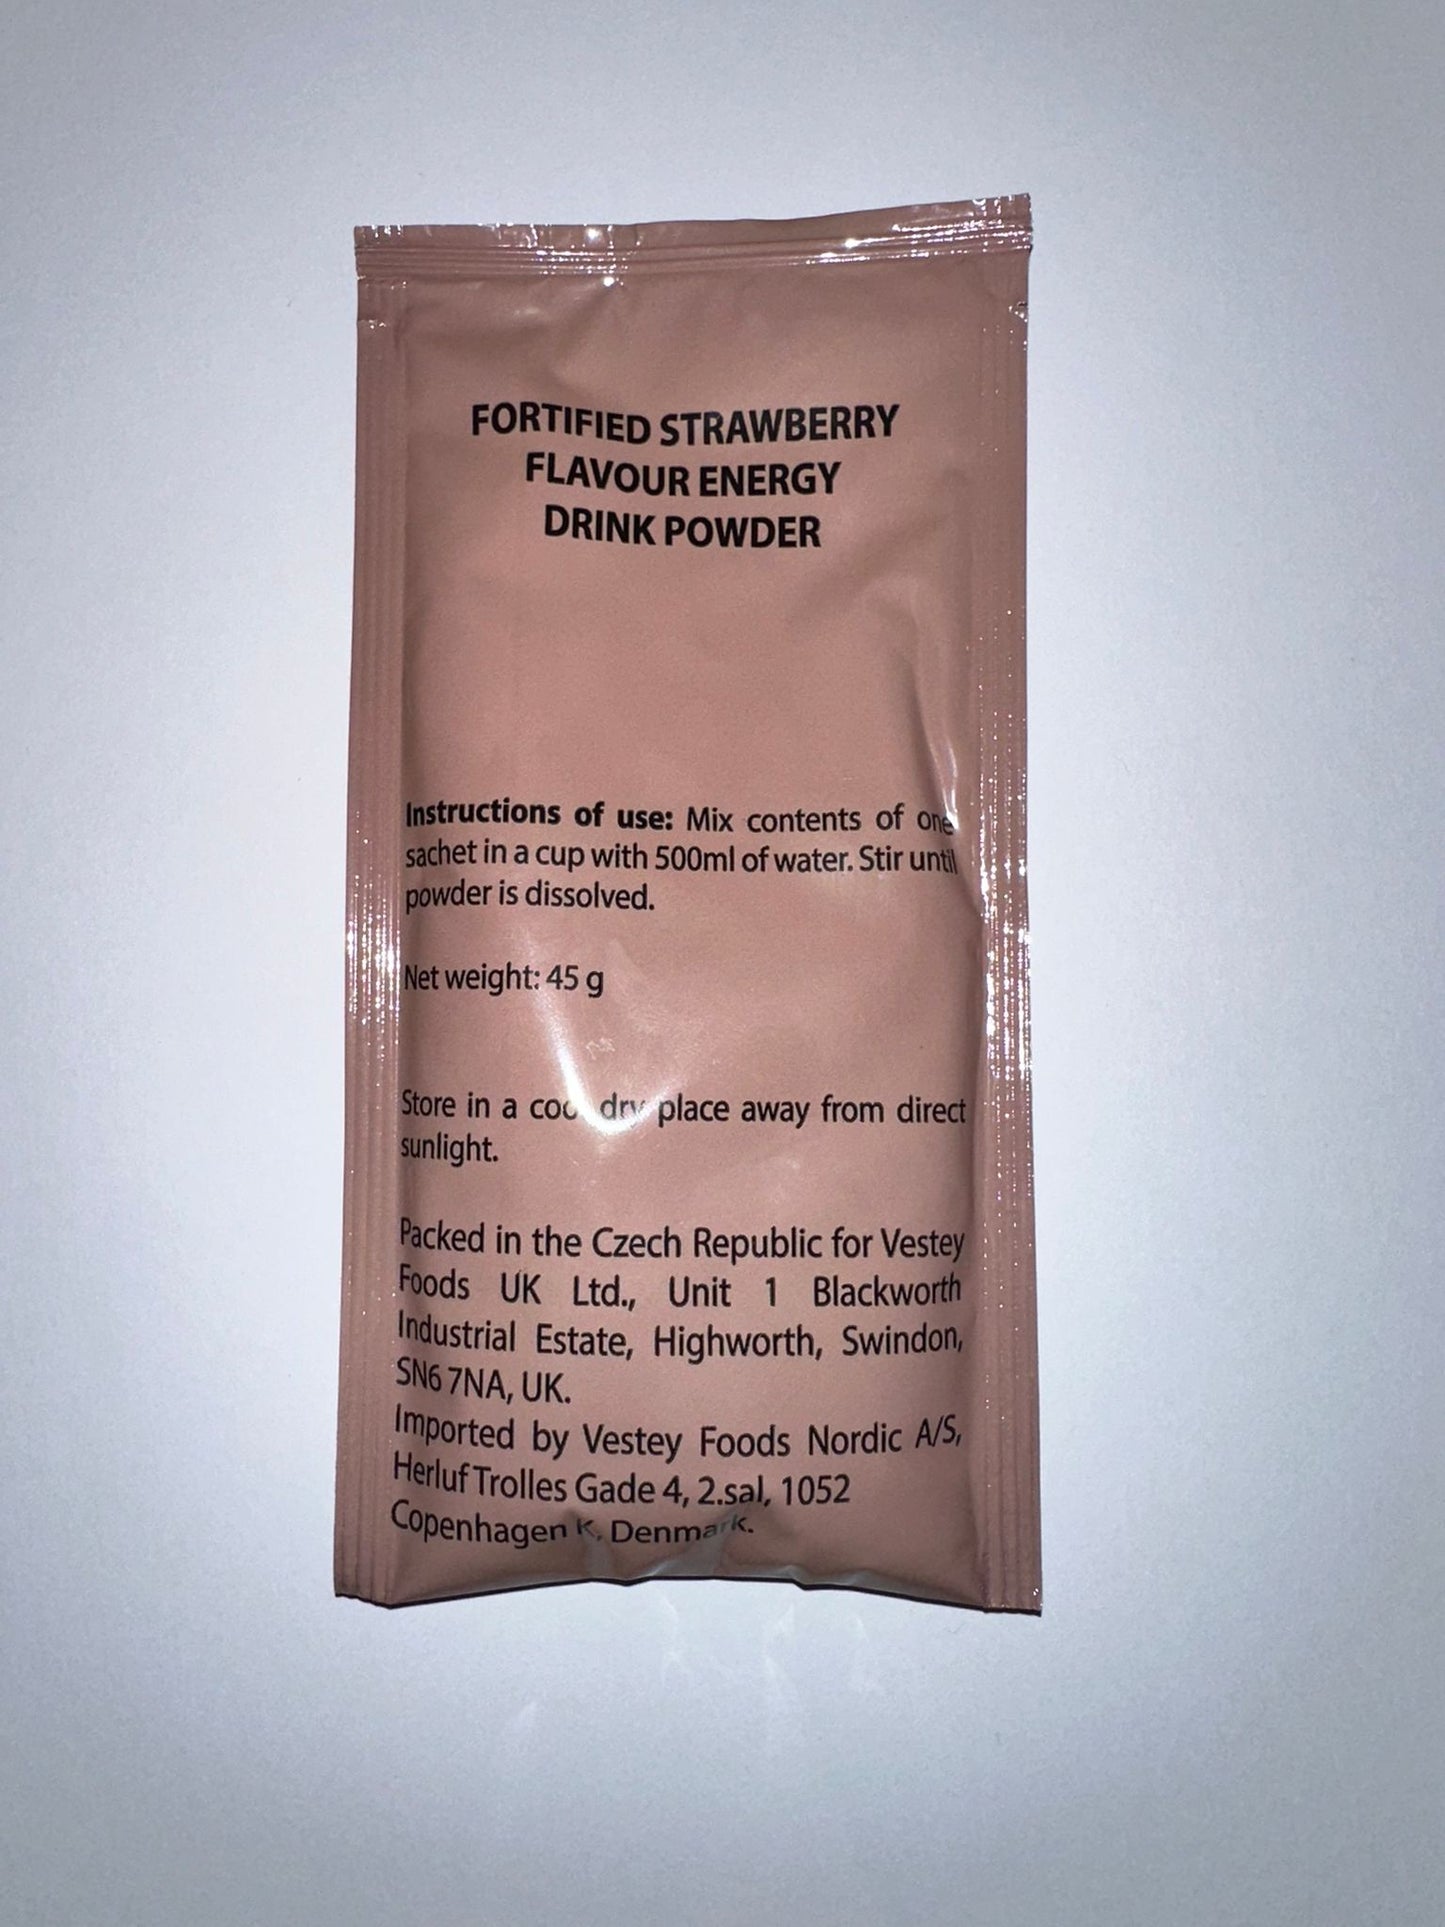 FORTIFIED STRAWBERRY
FLAVOUR ENERGY
DRINK POWDER
Instructions of use: Mix contents of one
sachet in a cup with 500ml of water. Stir until
powder is dissolved.
Net weight: 45 g
Store in a cool dry place away from direct
sunlight.
Packed in the Czech Republic for Vestey
Foods UK Ltd., Unit 1 Blackworth
Industrial Estate, Highworth, Swindon,
SN6 7NA, UK.
Imported by Vestey Foods Nordic A/S,
Herluf Trolles Gade 4, 2.sal, 1052
Copenhagen K, Denmark.